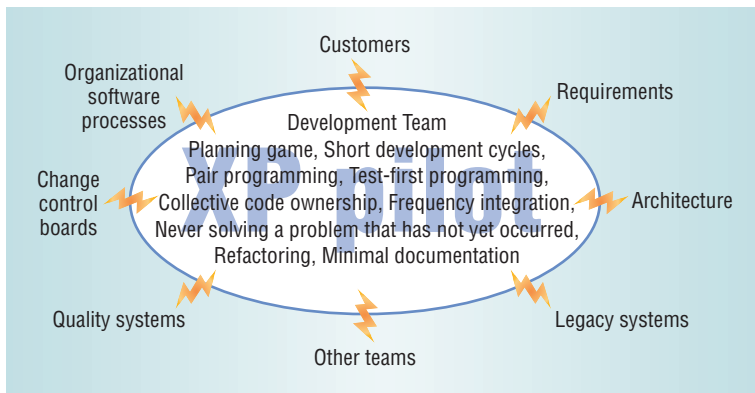 Customers
Organizational
software
processes
Requirements
Development Team
Planning game, Short development cycles,
Pair programming, Test-first programming,
Collective code ownership, Frequency integration,
Never solving a problem that has not yet occurred,
Refactoring, Minimal documentation
XP pilot
Change
control
boards
Architecture
Quality systems
Legacy systems
Other teams